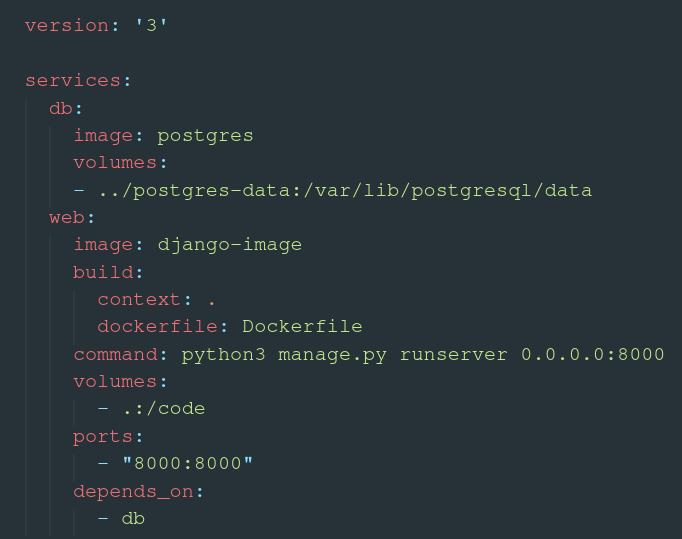 version: '3'

services:
  db:
    image: postgres
    volumes:
    - ../postgres-data:/var/lib/postgresql/data
  web:
    image: django-image
    build:
      context: .
      dockerfile: Dockerfile
    command: python3 manage.py runserver 0.0.0.0:8000
    volumes:
      - .:/code
    ports:
      - "8000:8000"
    depends_on:
      - db